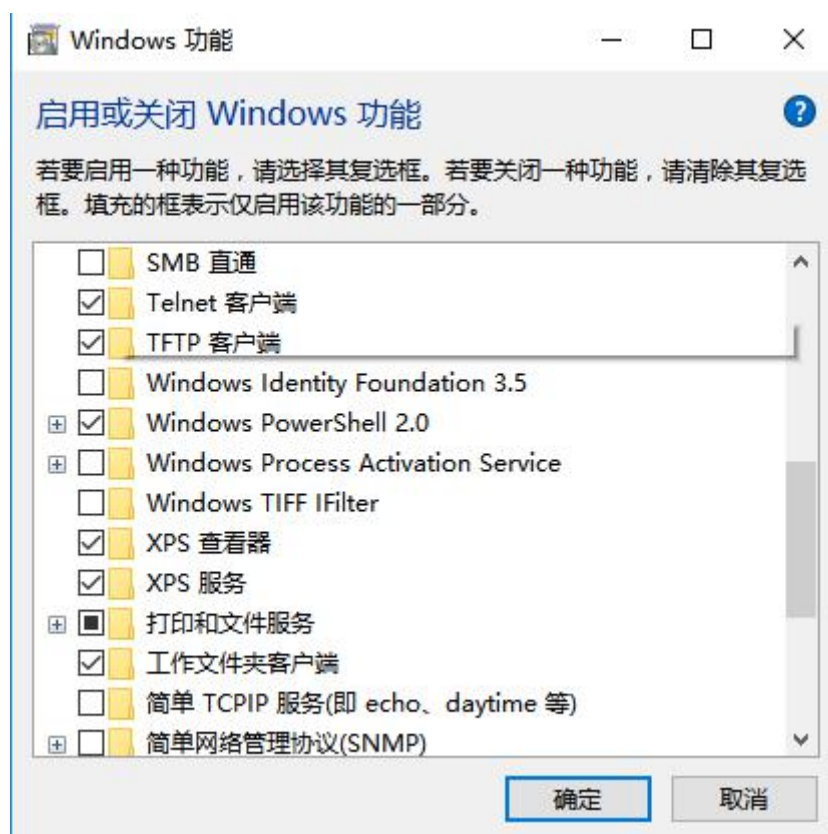 Windows 功能
启用或关闭 Windows 功能
若要启用一种功能，请选择其复选框。若要关闭一种功能，请清除其复选
框。填充的框表示仅启用该功能的一部分。
SMB 直通
Telnet 客户端
TFTP 客户端
Windows Identity Foundation 3.5
Windows PowerShell 2.0
Windows Process Activation Service
Windows TIFF IFilter
XPS 查看器
XPS 服务
打印和文件服务
工作文件夹客户端
简单 TCPIP 服务(即 echo、daytime 等)
简单网络管理协议(SNMP)
确定 取消